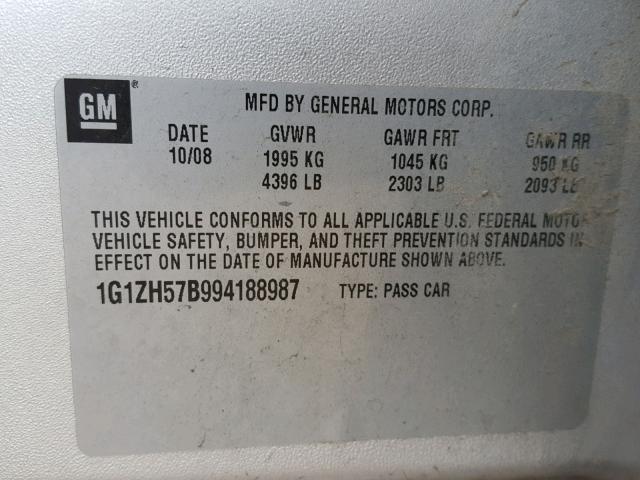 GM ® MFD BY GENERAL MOTORS CORP.
DATE GVWR GAWR FRT GAWR RR
10/08 1995 KG 1045 KG 950 KG
4396 LB 2303 LB 2093 LB
THIS VEHICLE CONFORMS TO ALL APPLICABLE U.S. FEDERAL MOTOR
VEHICLE SAFETY, BUMPER, AND THEFT PREVENTION STANDARDS IN
EFFECT ON THE DATE OF MANUFACTURE SHOWN ABOVE.
1G1ZH57B994188987 TYPE: PASS CAR